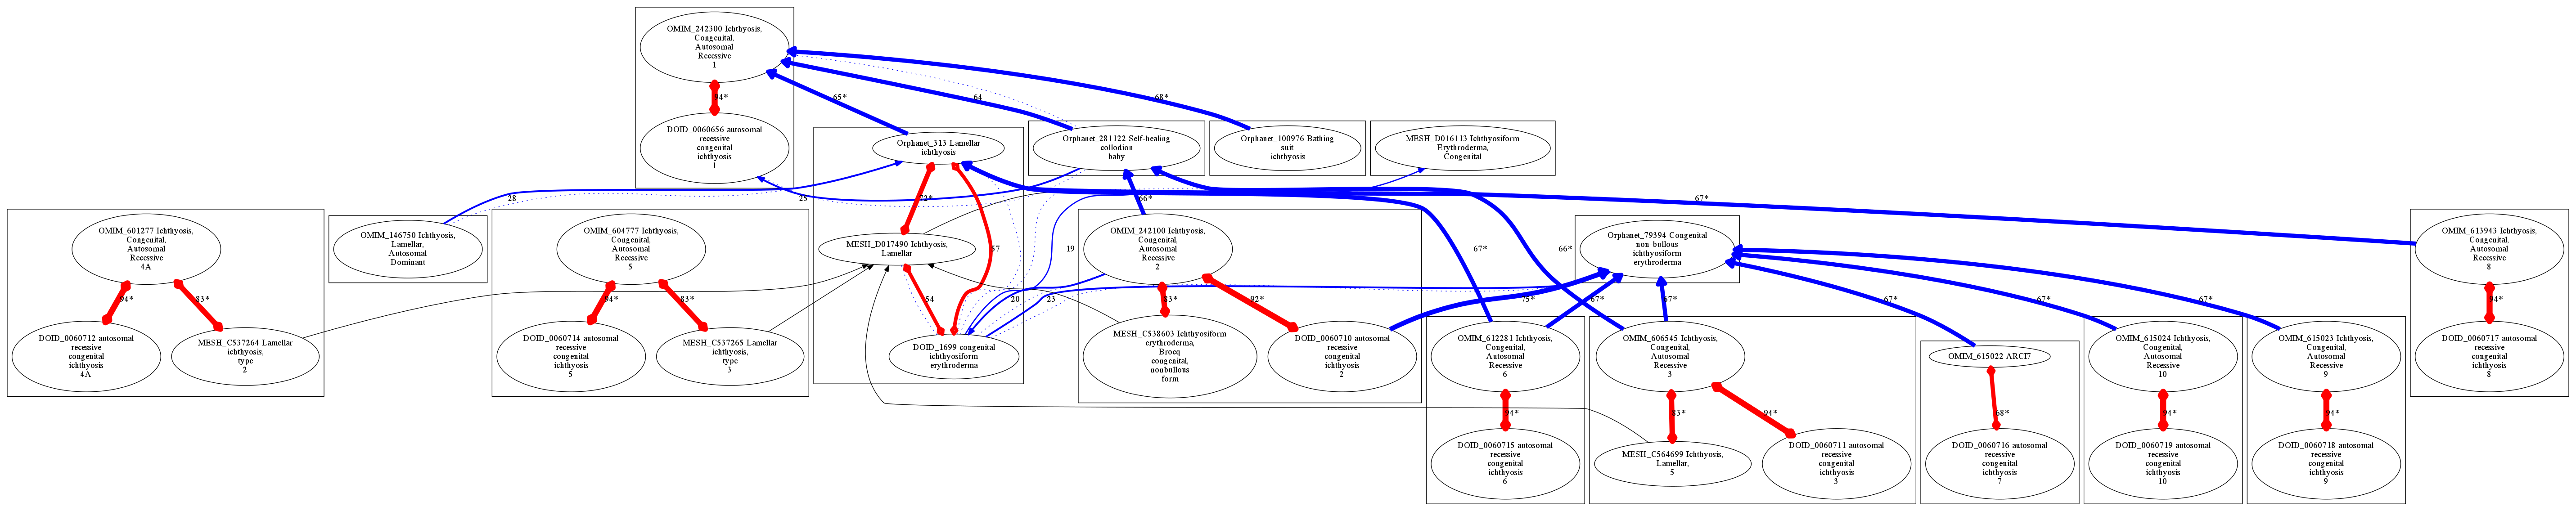 OMIM_242300 Ichthyosis,
Congenital,
Autosomal
Recessive
1
94*
DOID_0060656 autosomal
recessive
congenital
ichthyosis
1
65*
64
68*
Orphanet_313 Lamellar
ichthyosis
Orphanet_281122 Self-healing
collodion
baby
Orphanet_100976 Bathing
suit
ichthyosis
MESH_D016113 Ichthyosiform
Erythroderma,
Congenital
28
25
72*
66*
67*
OMIM_601277 Ichthyosis,
Congenital,
Autosomal
Recessive
4A
94*
83*
DOID_0060712 autosomal
recessive
congenital
ichthyosis
4A
MESH_C537264 Lamellar
ichthyosis,
type
2
OMIM_146750 Ichthyosis,
Lamellar,
Autosomal
Dominant
OMIM_604777 Ichthyosis,
Congenital,
Autosomal
Recessive
5
94*
83*
DOID_0060714 autosomal
recessive
congenital
ichthyosis
5
MESH_C537265 Lamellar
ichthyosis,
type
3
MESH_D017490 Ichthyosis,
Lamellar
57
54
20
23
19
DOID_1699 congenital
ichthyosiform
erythroderma
OMIM_242100 Ichthyosis,
Congenital,
Autosomal
Recessive
2
83*
92*
MESH_C538603 Ichthyosiform
erythroderma,
Brocq
congenital,
nonbullous
form
DOID_0060710 autosomal
recessive
congenital
ichthyosis
2
75*
67*
66*
Orphanet_79394 Congenital
non-bullous
ichthyosiform
erythroderma
67*
67*
67*
67*
67*
OMIM_612281 Ichthyosis,
Congenital,
Autosomal
Recessive
6
94*
DOID_0060715 autosomal
recessive
congenital
ichthyosis
6
OMIM_606545 Ichthyosis,
Congenital,
Autosomal
Recessive
3
83*
94*
MESH_C564699 Ichthyosis,
Lamellar,
5
DOID_0060711 autosomal
recessive
congenital
ichthyosis
3
OMIM_615022 ARCI7
68*
DOID_0060716 autosomal
recessive
congenital
ichthyosis
7
OMIM_615024 Ichthyosis,
Congenital,
Autosomal
Recessive
10
94*
DOID_0060719 autosomal
recessive
congenital
ichthyosis
10
OMIM_615023 Ichthyosis,
Congenital,
Autosomal
Recessive
9
94*
DOID_0060718 autosomal
recessive
congenital
ichthyosis
9
OMIM_613943 Ichthyosis,
Congenital,
Autosomal
Recessive
8
94*
DOID_0060717 autosomal
recessive
congenital
ichthyosis
8